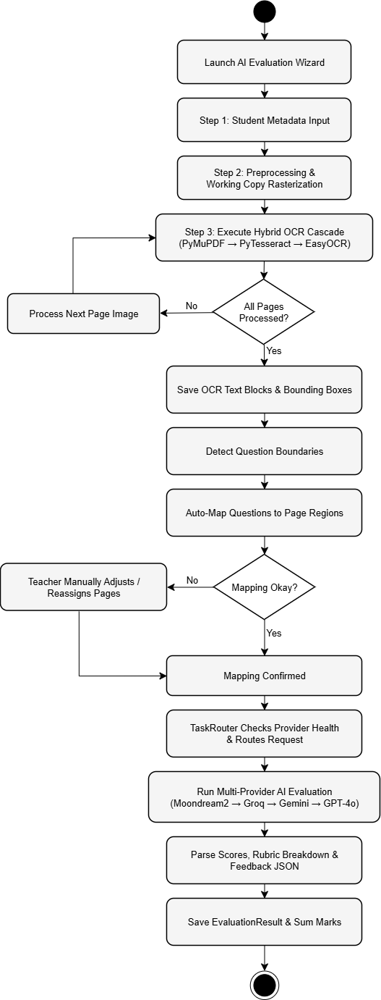 Launch AI Evaluation Wizard
Step 1: Student Metadata Input
Step 2: Preprocessing &
Working Copy Rasterization
Step 3: Execute Hybrid OCR Cascade
(PyMuPDF → PyTesseract → EasyOCR)
All Pages
Processed?
No
Process Next Page Image
Yes
Save OCR Text Blocks & Bounding Boxes
Detect Question Boundaries
Auto-Map Questions to Page Regions
Mapping Okay?
No
Teacher Manually Adjusts /
Reassigns Pages
Yes
Mapping Confirmed
TaskRouter Checks Provider Health
& Routes Request
Run Multi-Provider AI Evaluation
(Moondream2 → Groq → Gemini → GPT-4o)
Parse Scores, Rubric Breakdown &
Feedback JSON
Save EvaluationResult & Sum Marks